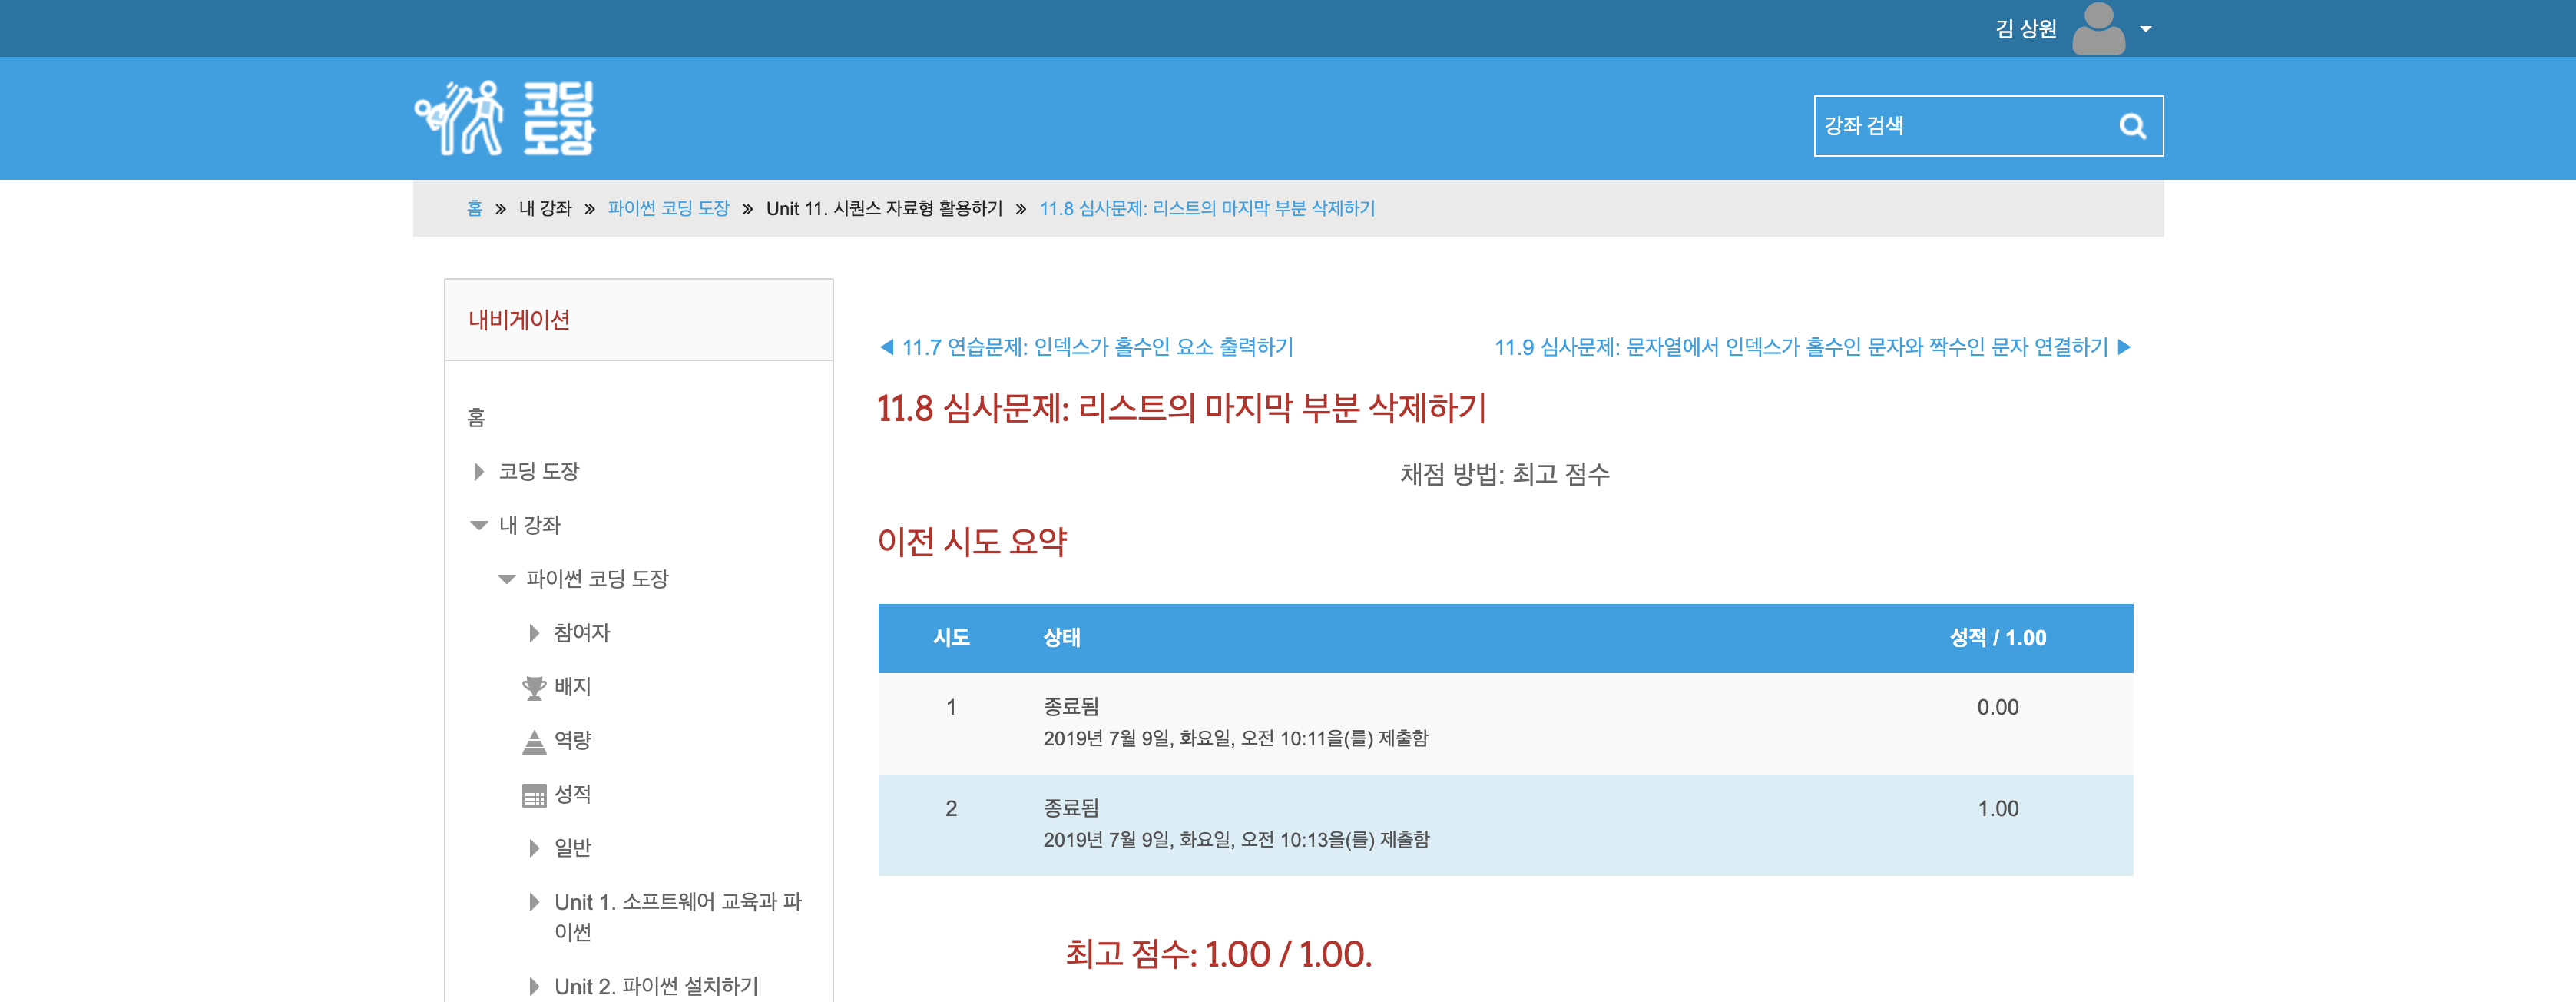 김 상원
코딩
도장
강좌 검색
홈 » 내 강좌 » 파이썬 코딩 도장 » Unit 11. 시퀀스 자료형 활용하기 » 11.8 심사문제: 리스트의 마지막 부분 삭제하기
내비게이션
홈
코딩 도장
내 강좌
파이썬 코딩 도장
참여자
배지
역량
성적
일반
Unit 1. 소프트웨어 교육과 파
이썬
Unit 2. 파이썬 설치하기
◀ 11.7 연습문제: 인덱스가 홀수인 요소 출력하기
11.9 심사문제: 문자열에서 인덱스가 홀수인 문자와 짝수인 문자 연결하기 ▶
11.8 심사문제: 리스트의 마지막 부분 삭제하기
채점 방법: 최고 점수
이전 시도 요약
시도 상태 성적 / 1.00
1 종료됨 0.00
2019년 7월 9일, 화요일, 오전 10:11을(를) 제출함
2 종료됨 1.00
2019년 7월 9일, 화요일, 오전 10:13을(를) 제출함
최고 점수: 1.00 / 1.00.